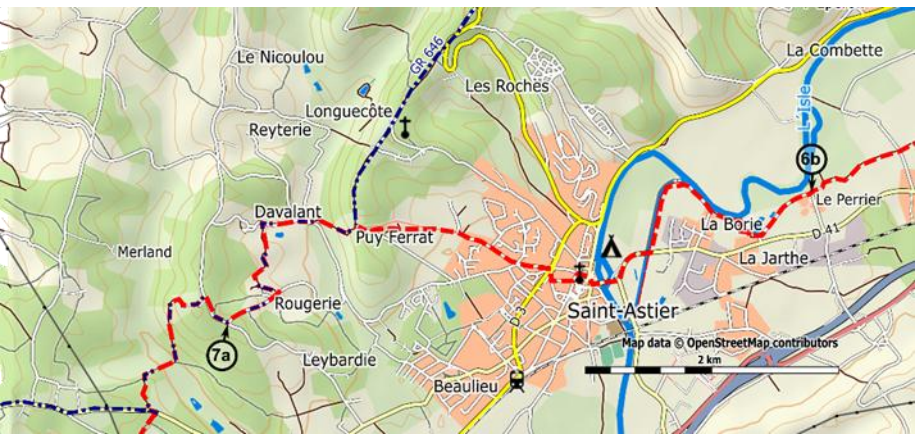 La Combette
Le Nicoulou
GR 646
Les Roches
Longuecôte
L'Isle
Reyterie
6b
Le Perrier
Davalant
La Borie
Puy Ferrat
D 41
Merland
La Jarthe
Rougerie
Saint-Astier
D 3
7a
Map data © OpenStreetMap contributors
Leybardie
2 km
Beaulieu